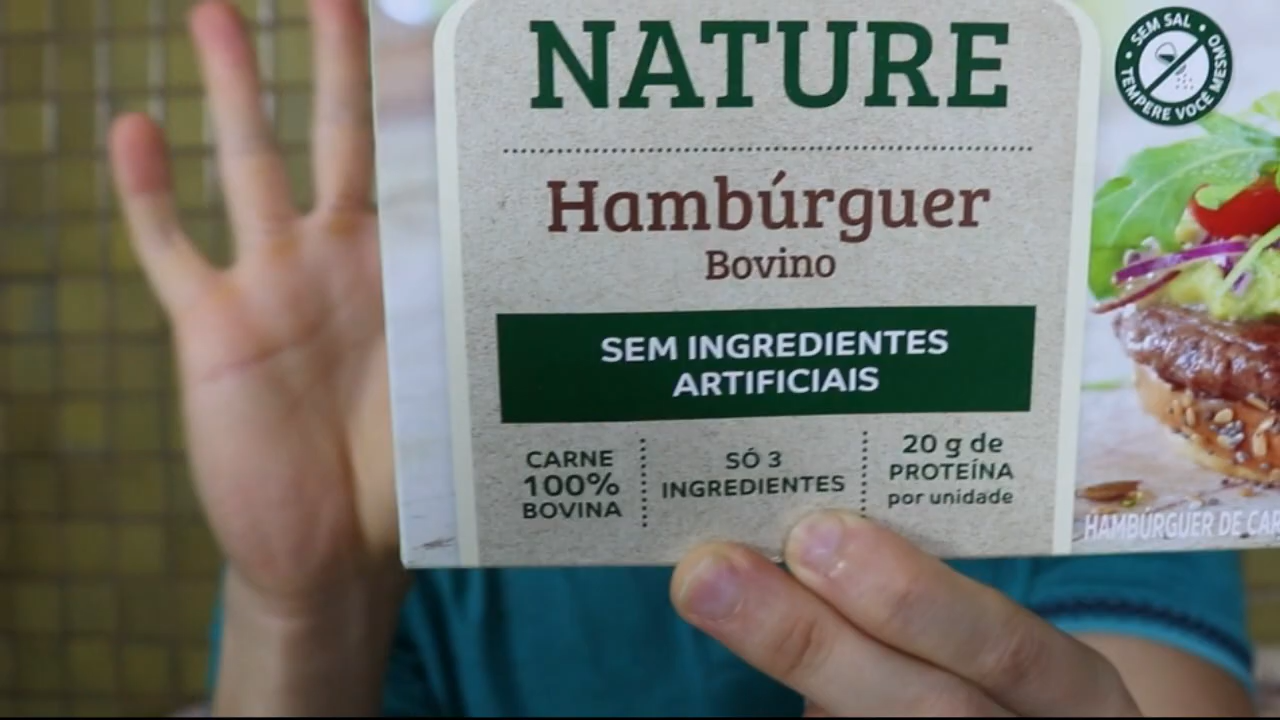 NATURE
SEM SAL
TEMPERE VOCÊ MESMO
Hambúrguer
Bovino
SEM INGREDIENTES
ARTIFICIAIS
CARNE
100%
BOVINA
SÓ 3
INGREDIENTES
20 g de
PROTEÍNA
por unidade
HAMBÚRGUER DE